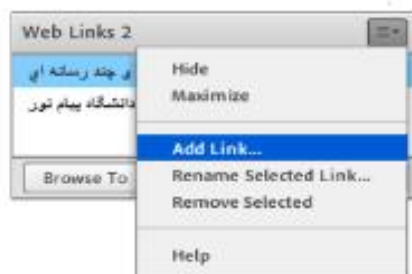 Web Links 2
Hide
ی چند رسانه اي
Maximize
دانشگاه پیام نور
Add Link...
Browse To
Rename Selected Link...
Remove Selected
Help